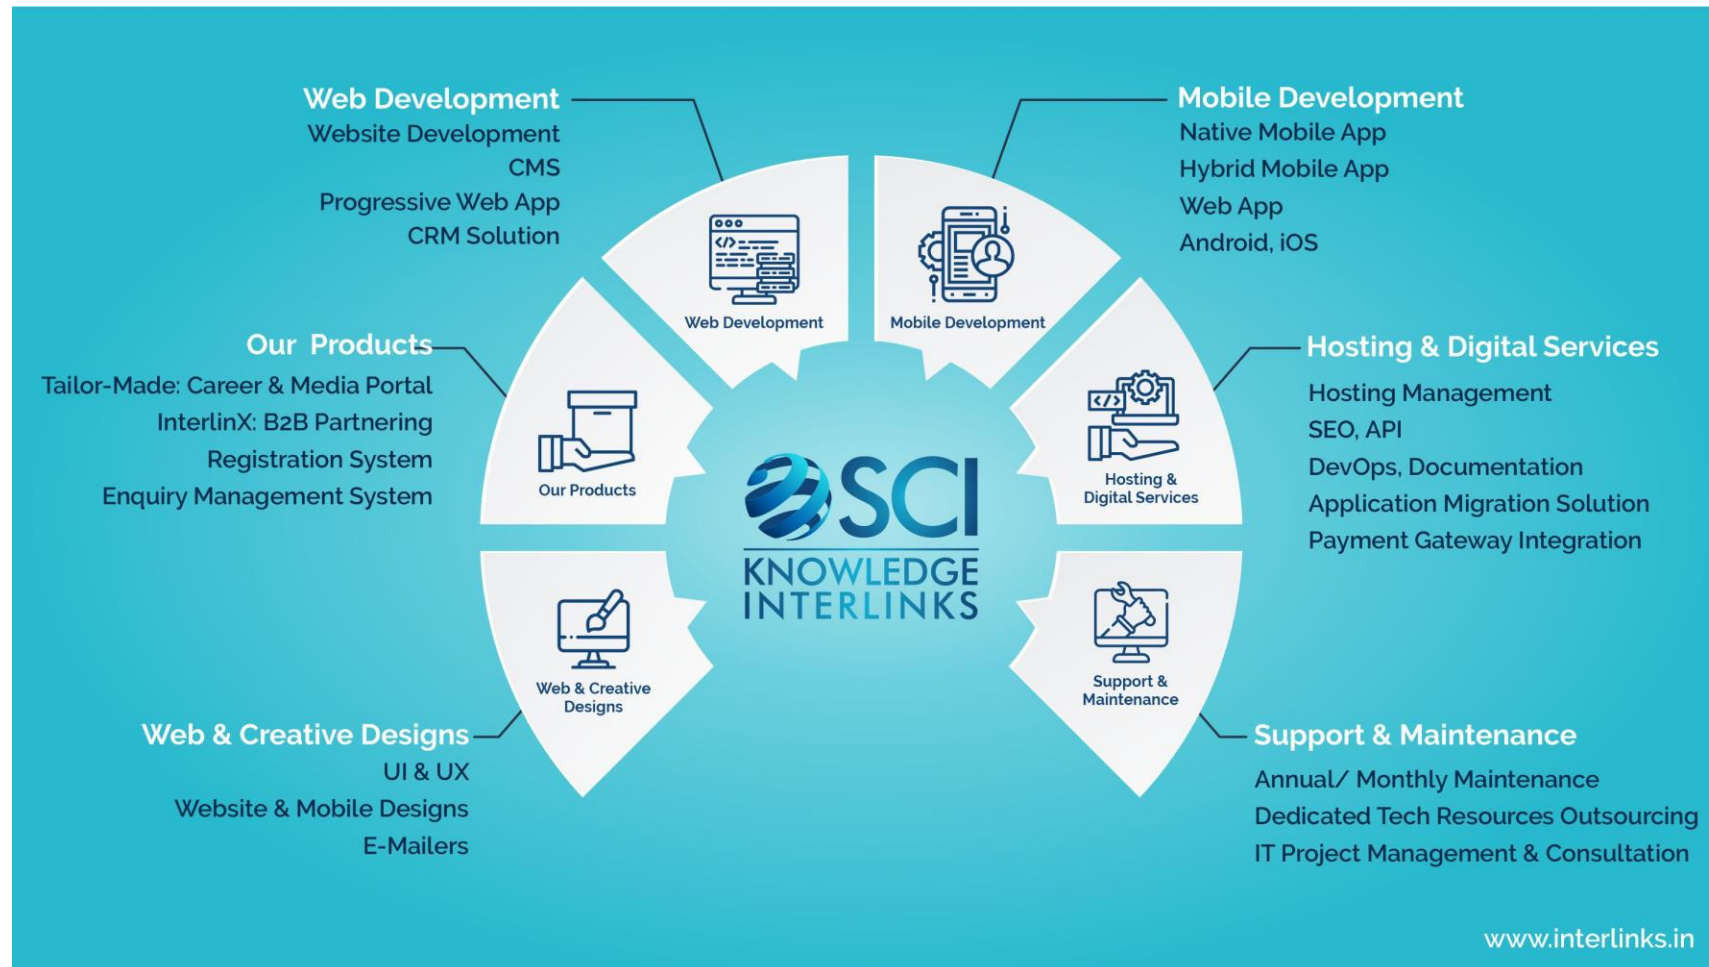 Web Development
Website Development
CMS
Progressive Web App
CRM Solution
Mobile Development
Native Mobile App
Hybrid Mobile App
Web App
Android, iOS
Our Products
Tailor-Made: Career & Media Portal
InterlinX: B2B Partnering
Registration System
Enquiry Management System
Hosting & Digital Services
Hosting Management
SEO, API
DevOps, Documentation
Application Migration Solution
Payment Gateway Integration
Web & Creative Designs
UI & UX
Website & Mobile Designs
E-Mailers
Support & Maintenance
Annual/ Monthly Maintenance
Dedicated Tech Resources Outsourcing
IT Project Management & Consultation
Web Development
Mobile Development
Our Products
Hosting &
Digital Services
Web & Creative
Designs
Support &
Maintenance
</>
</>
SCI
KNOWLEDGE
INTERLINKS
www.interlinks.in